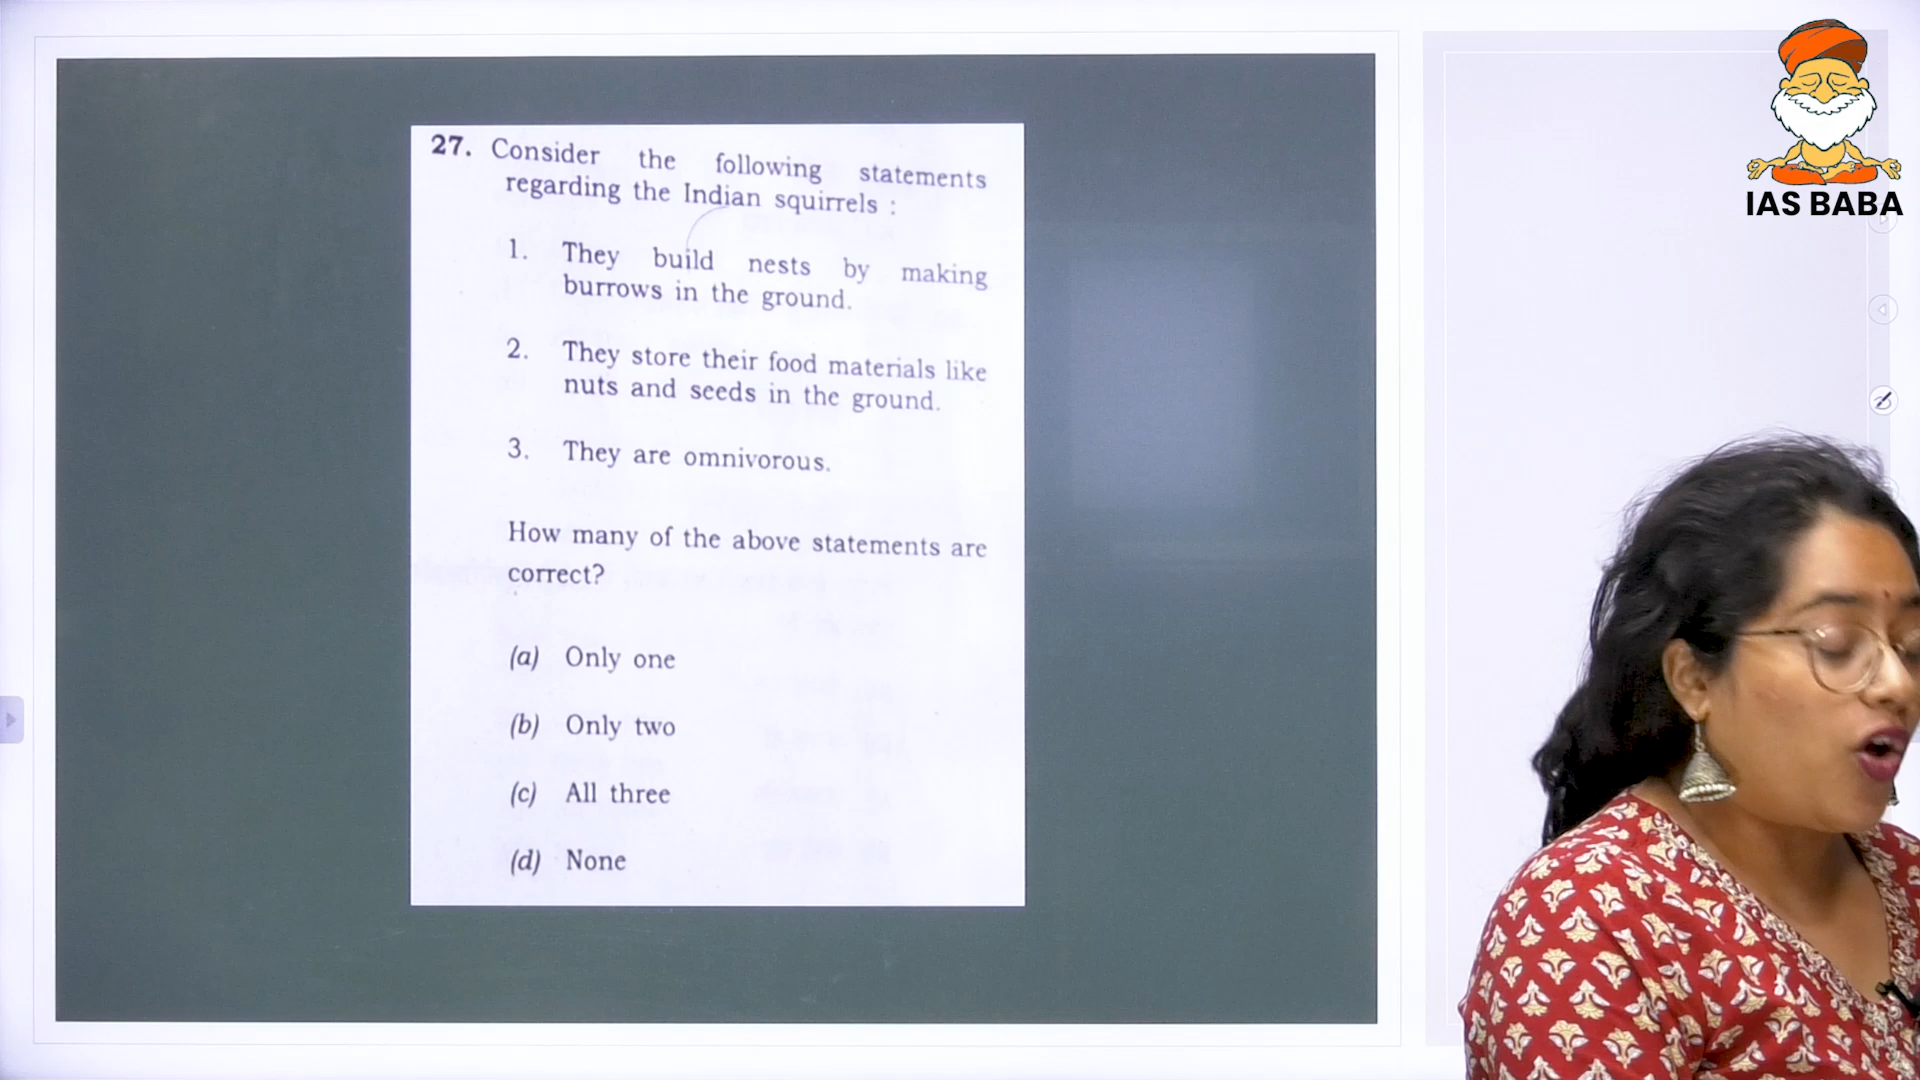 IAS BABA
27. Consider the following statements
regarding the Indian squirrels :
1. They build nests by making
burrows in the ground.
2. They store their food materials like
nuts and seeds in the ground.
3. They are omnivorous.
How many of the above statements are
correct?
(a) Only one
(b) Only two
(c) All three
(d) None